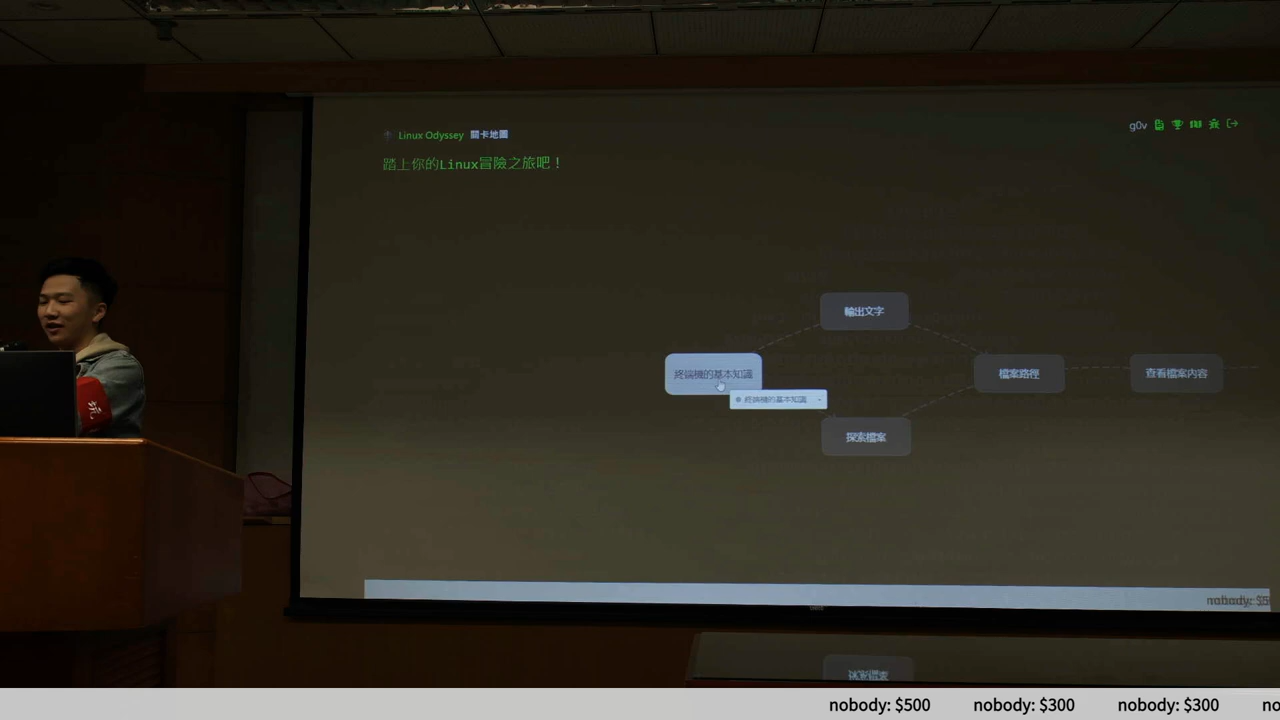 Linux Odyssey 關卡地圖
g0v
踏上你的Linux冒險之旅吧！
輸出文字
終端機的基本知識
檔案路徑
查看檔案內容
終端機的基本知識
探索檔案
坑
nobody: $500 nobody: $300 nobody: $300 no